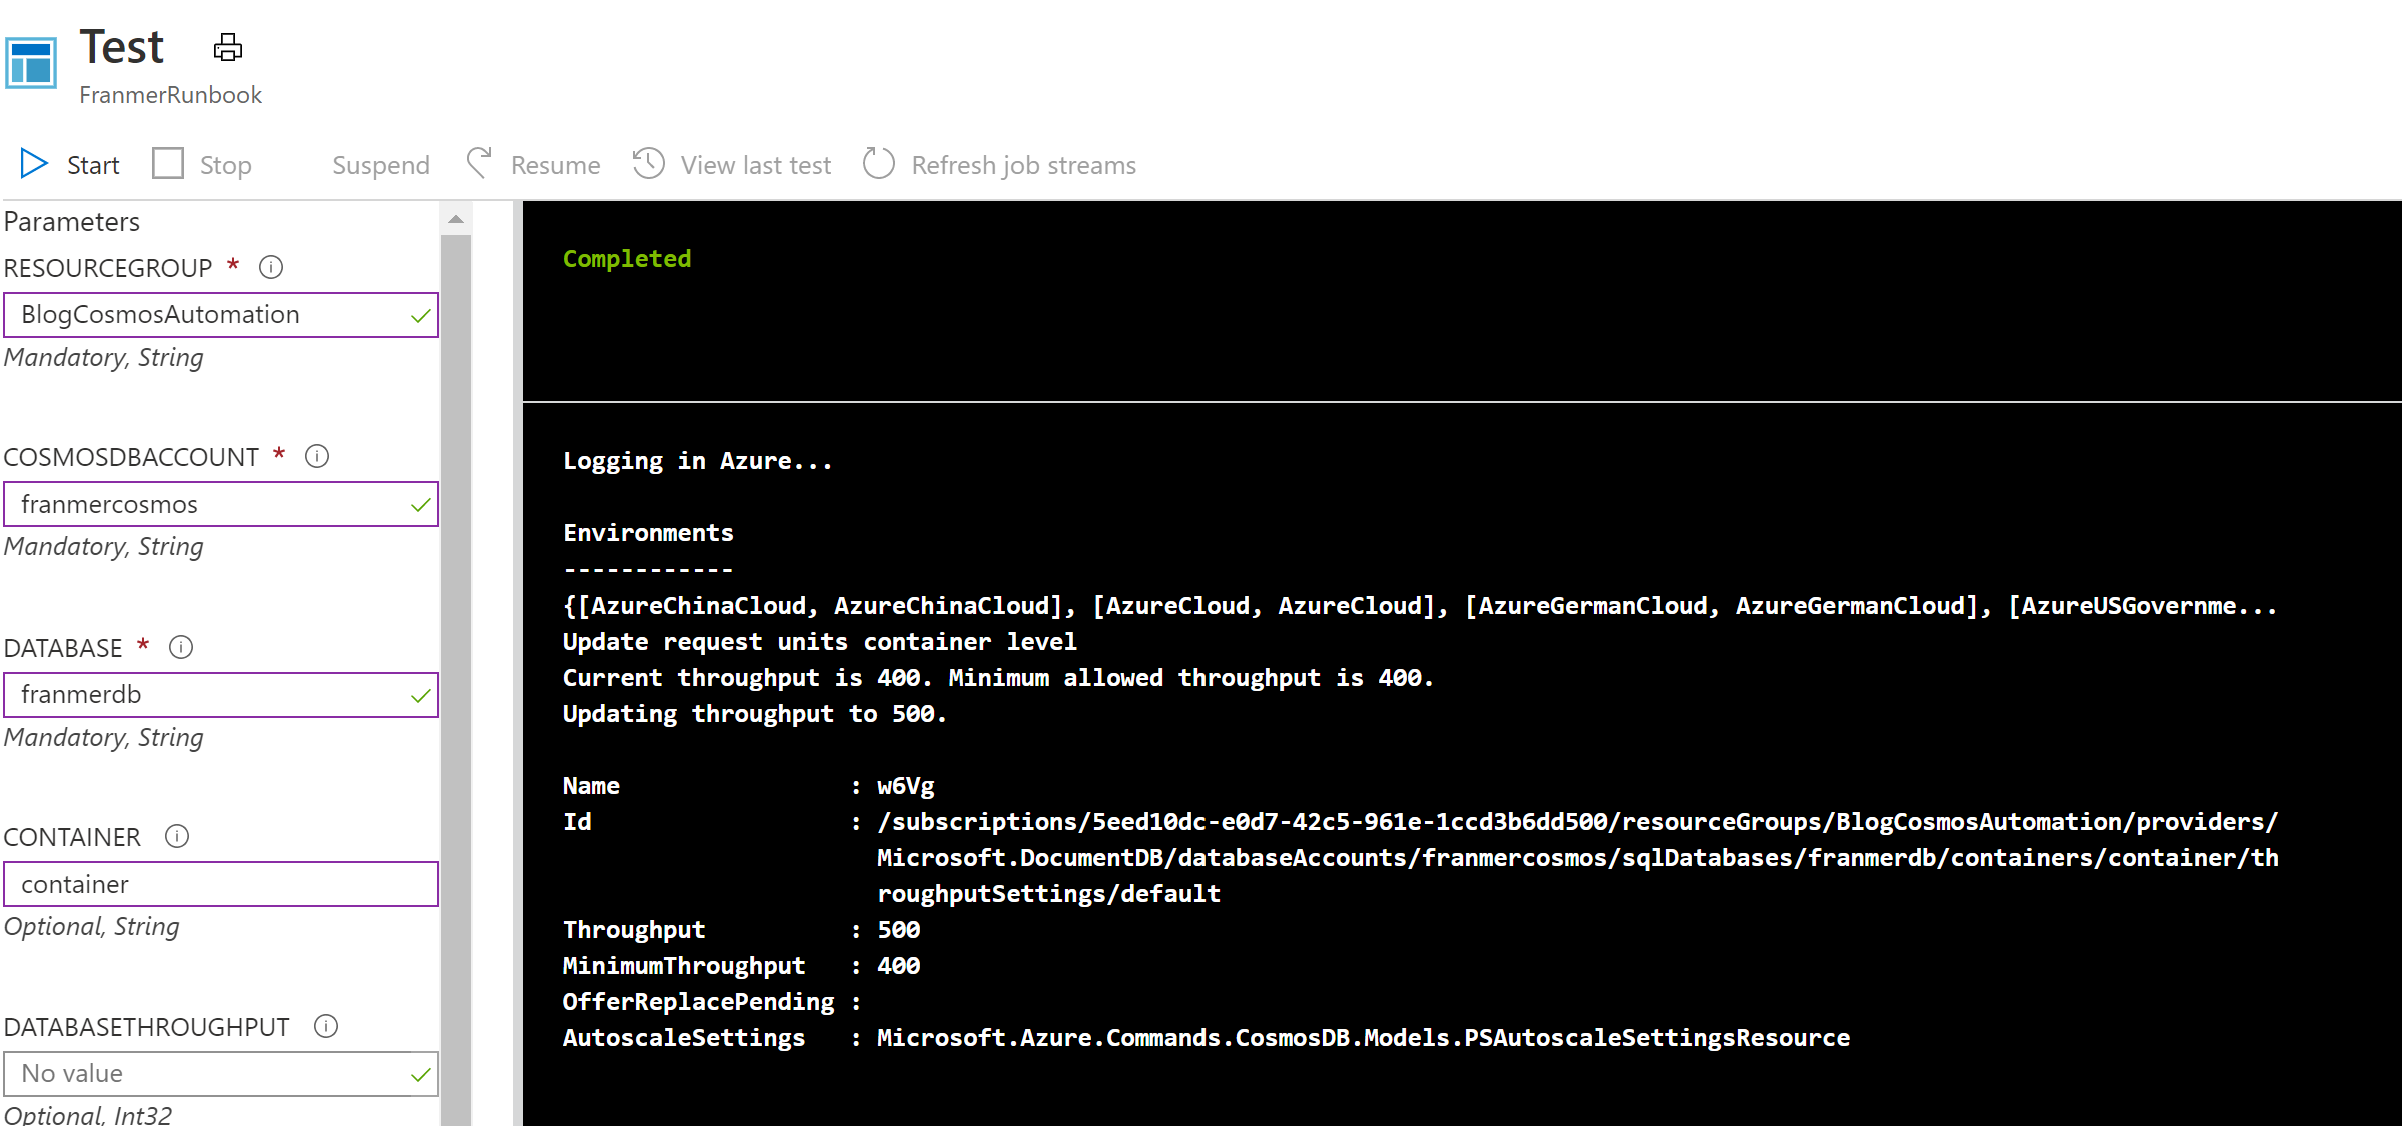 Test
FranmerRunbook
Start Stop Suspend Resume View last test Refresh job streams
Parameters
RESOURCEGROUP *
BlogCosmosAutomation
Mandatory, String
COSMOSDBACCOUNT *
franmercosmos
Mandatory, String
DATABASE *
franmerdb
Mandatory, String
CONTAINER
container
Optional, String
DATABASETHROUGHPUT
No value
Optional, Int32
Completed
Logging in Azure...
Environments
------------
{[AzureChinaCloud, AzureChinaCloud], [AzureCloud, AzureCloud], [AzureGermanCloud, AzureGermanCloud], [AzureUSGovernme...
Update request units container level
Current throughput is 400. Minimum allowed throughput is 400.
Updating throughput to 500.
Name : w6Vg
Id : /subscriptions/5eed10dc-e0d7-42c5-961e-1ccd3b6dd500/resourceGroups/BlogCosmosAutomation/providers/
Microsoft.DocumentDB/databaseAccounts/franmercosmos/sqlDatabases/franmerdb/containers/container/th
roughputSettings/default
Throughput : 500
MinimumThroughput : 400
OfferReplacePending :
AutoscaleSettings : Microsoft.Azure.Commands.CosmosDB.Models.PSAutoscaleSettingsResource